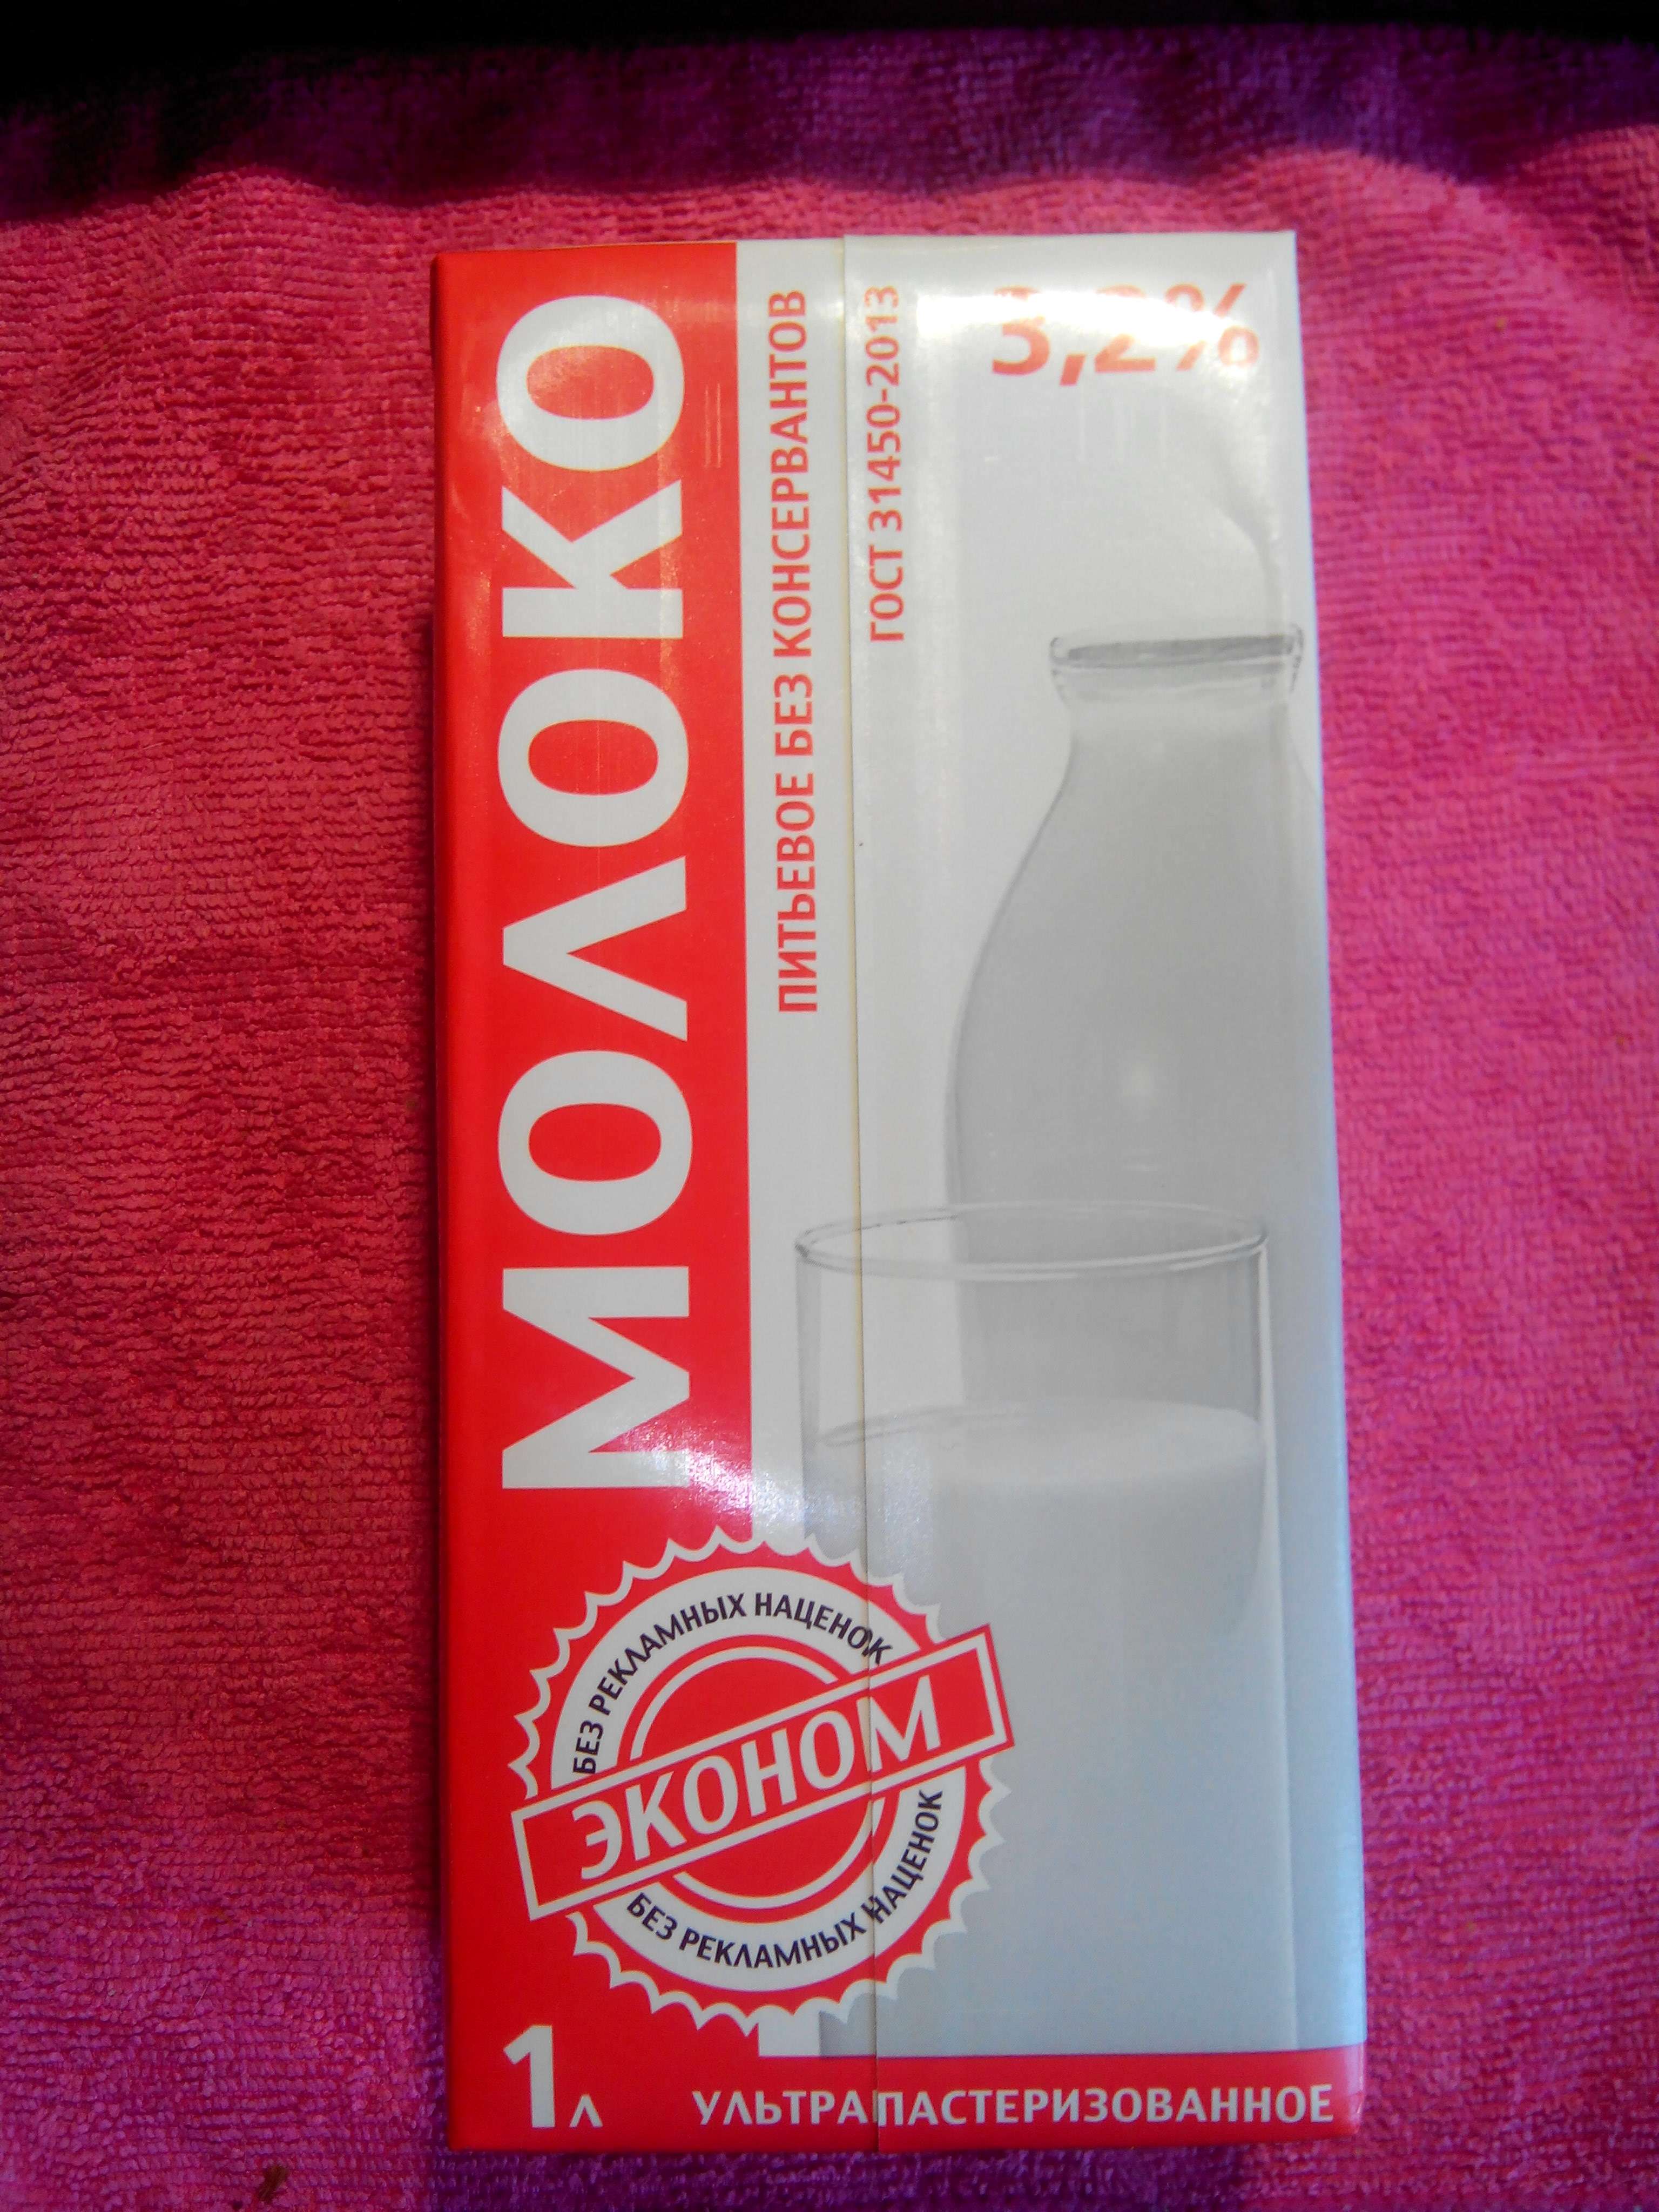 МОЛОКО
ПИТЬЕВОЕ БЕЗ КОНСЕРВАНТОВ
ГОСТ 31450-2013
3,2%
БЕЗ РЕКЛАМНЫХ НАЦЕНОК
ЭКОНОМ
БЕЗ РЕКЛАМНЫХ НАЦЕНОК
1л
УЛЬТРАПАСТЕРИЗОВАННОЕ